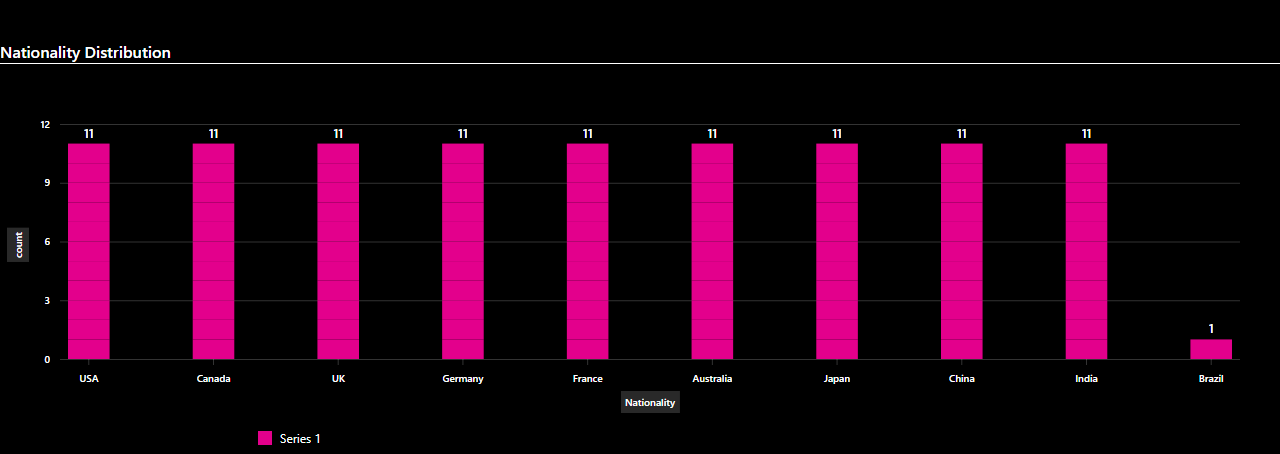 Nationality Distribution
12
11 11 11 11 11 11 11 11 11
9
6
count
3
1
0
USA Canada UK Germany France Australia Japan China India Brazil
Nationality
Series 1